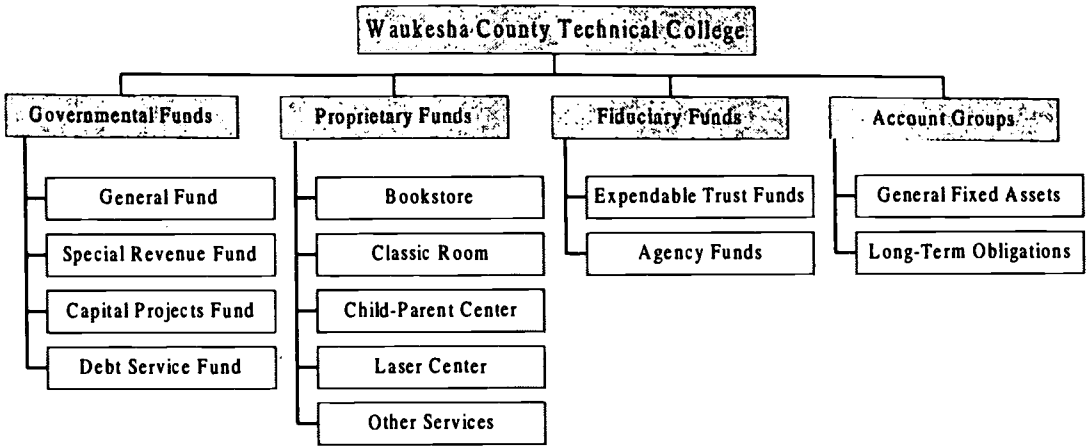 Waukesha County Technical College
Governmental Funds
General Fund
Special Revenue Fund
Capital Projects Fund
Debt Service Fund
Proprietary Funds
Bookstore
Classic Room
Child-Parent Center
Laser Center
Other Services
Fiduciary Funds
Expendable Trust Funds
Agency Funds
Account Groups
General Fixed Assets
Long-Term Obligations